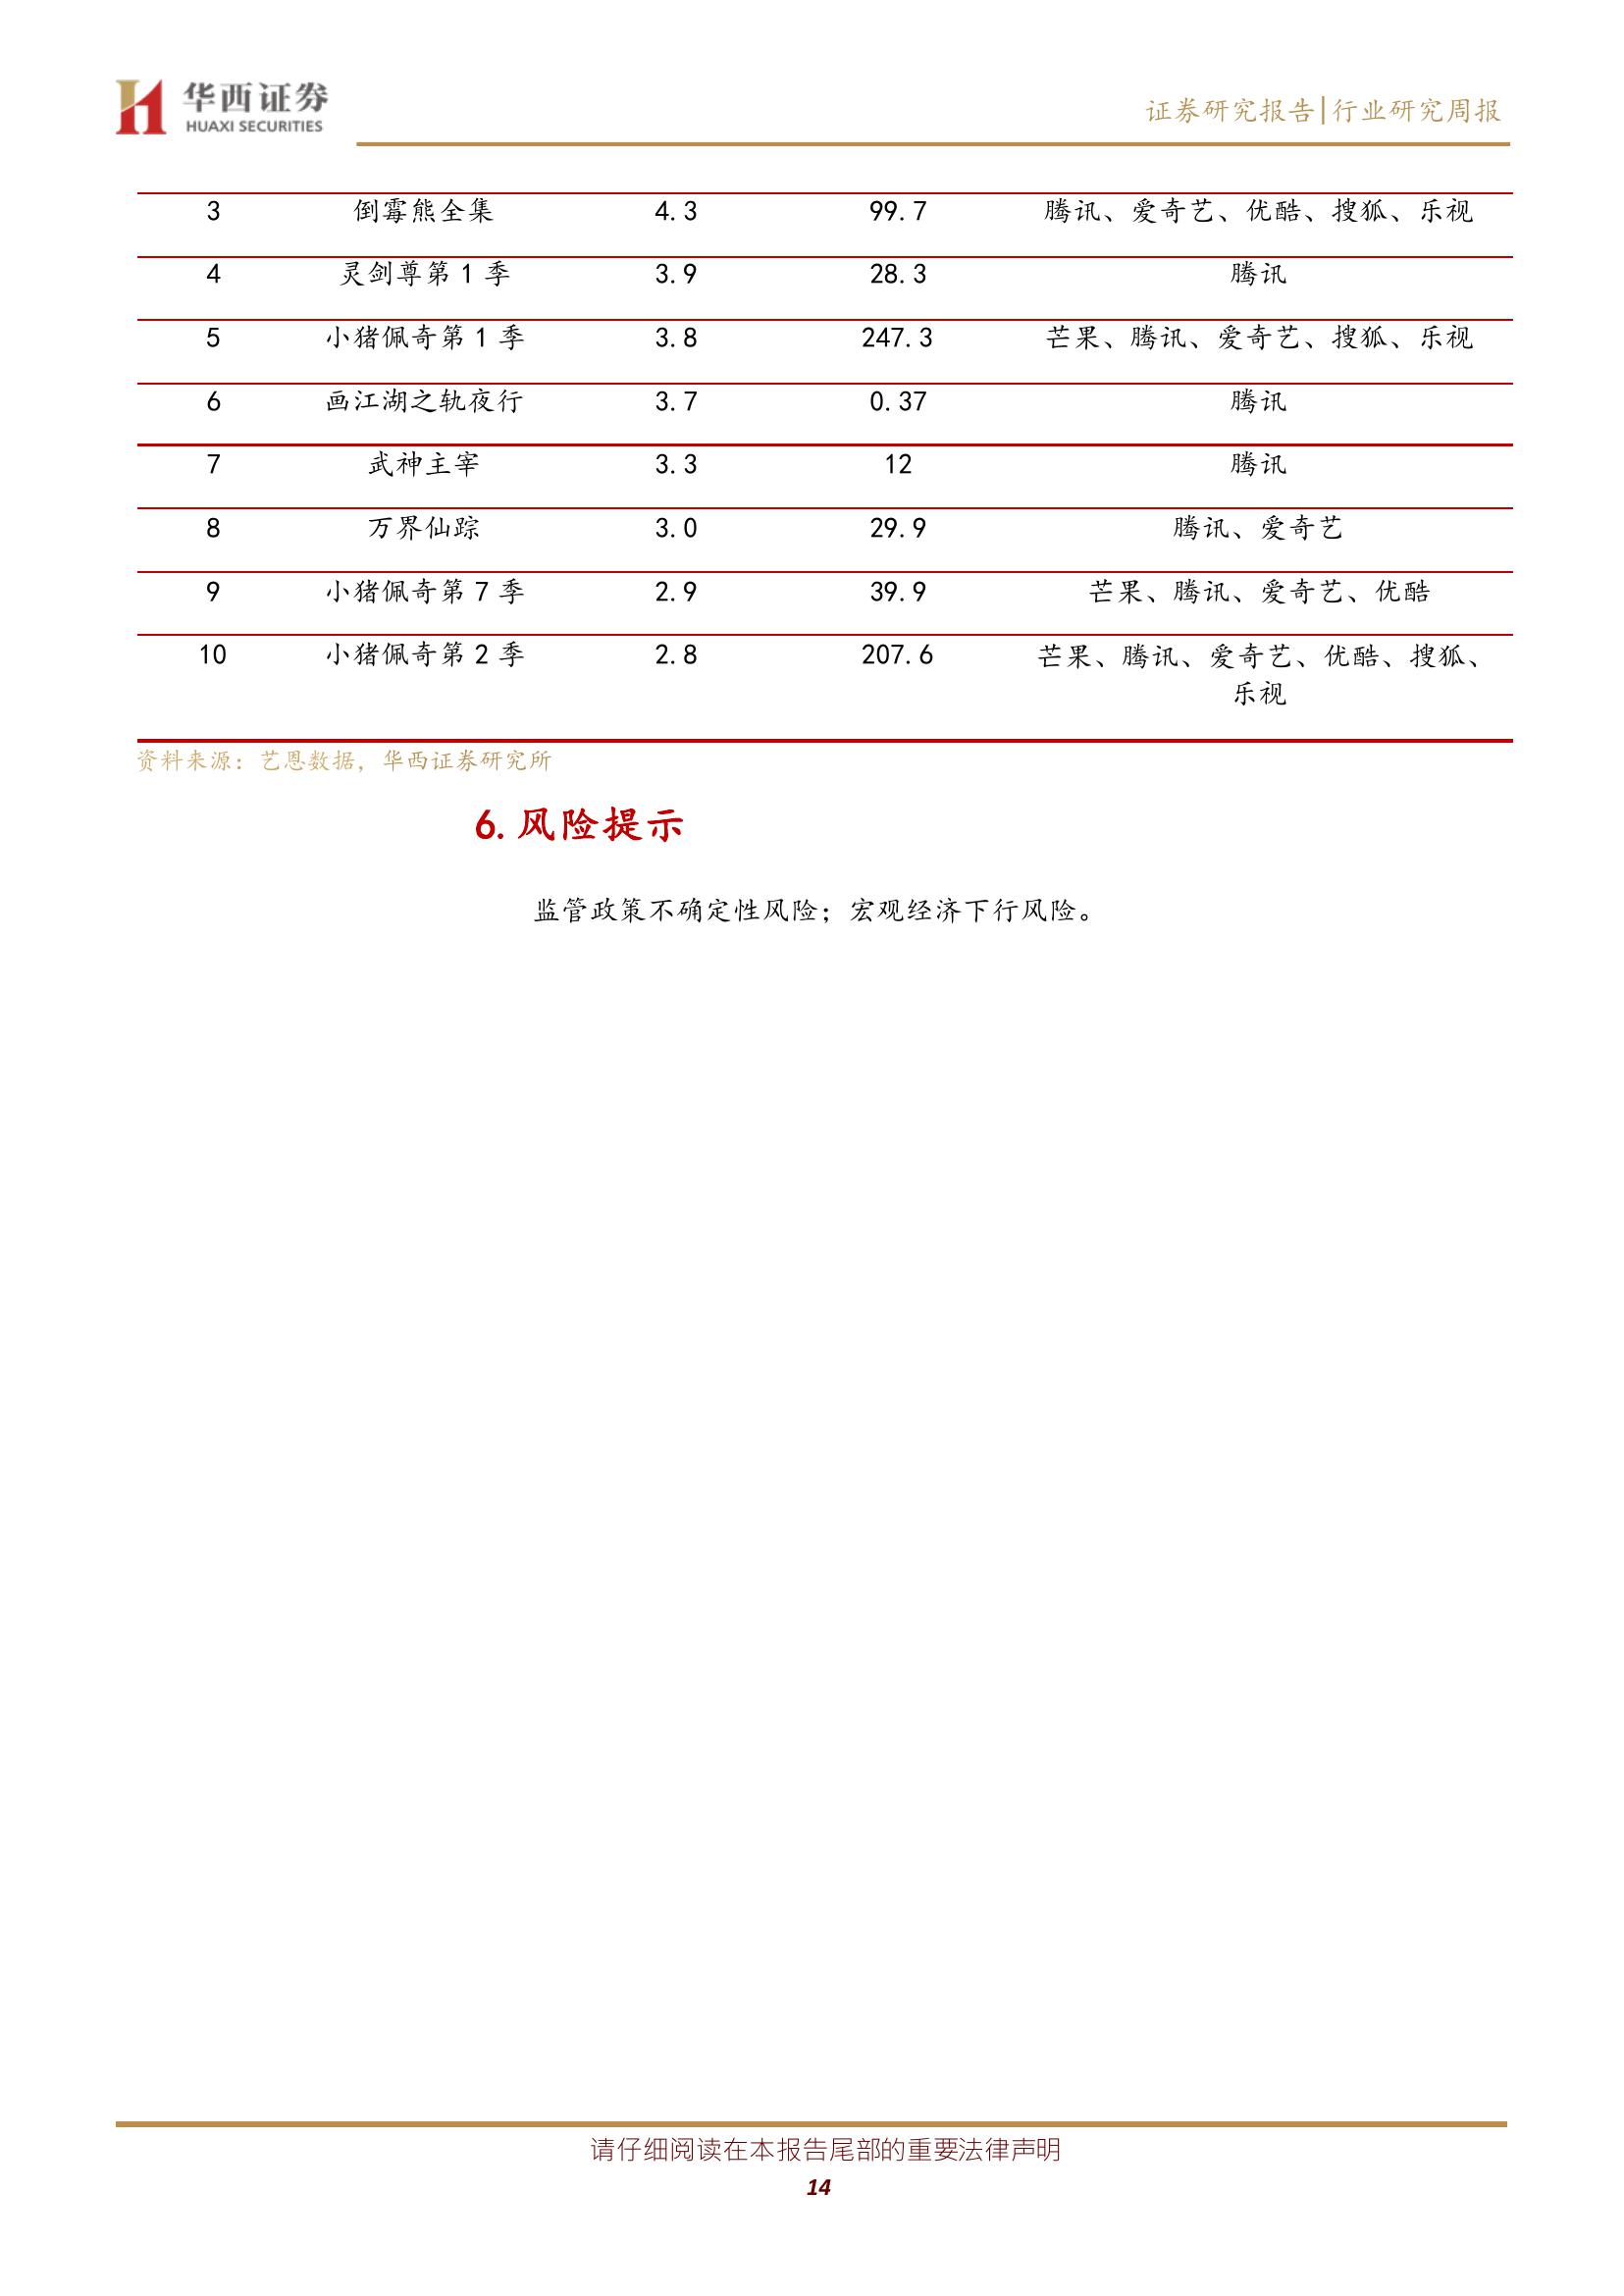 华西证券
HUAXI SECURITIES
证券研究报告|行业研究周报
3 倒霉熊全集 4.3 99.7 腾讯、爱奇艺、优酷、搜狐、乐视
4 灵剑尊第 1 季 3.9 28.3 腾讯
5 小猪佩奇第 1 季 3.8 247.3 芒果、腾讯、爱奇艺、搜狐、乐视
6 画江湖之轨夜行 3.7 0.37 腾讯
7 武神主宰 3.3 12 腾讯
8 万界仙踪 3.0 29.9 腾讯、爱奇艺
9 小猪佩奇第 7 季 2.9 39.9 芒果、腾讯、爱奇艺、优酷
10 小猪佩奇第 2 季 2.8 207.6 芒果、腾讯、爱奇艺、优酷、搜狐、
乐视
资料来源：艺恩数据，华西证券研究所
6. 风险提示
监管政策不确定性风险；宏观经济下行风险。
请仔细阅读在本报告尾部的重要法律声明
14